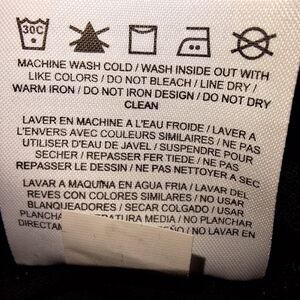 30C
MACHINE WASH COLD / WASH INSIDE OUT WITH
LIKE COLORS / DO NOT BLEACH / LINE DRY /
WARM IRON / DO NOT IRON DESIGN / DO NOT DRY
CLEAN
LAVER EN MACHINE A L'EAU FROIDE / LAVER A
L'ENVERS AVEC COULEURS SIMILAIRES / NE PAS
UTILISER D'EAU DE JAVEL / SUSPENDRE POUR
SECHER / REPASSER FER TIEDE / NE PAS
REPASSER LE DESSIN / NE PAS NETTOYER A SEC
LAVAR A MAQUINA EN AGUA FRIA / LAVAR DEL
REVES CON COLORES SIMILARES / NO USAR
BLANQUEADORES / SECAR COLGADO / USAR
PLANCHA RATURA MEDIA / NO PLANCHAR
DIRECTAM ÑO / NO LAVAR EN